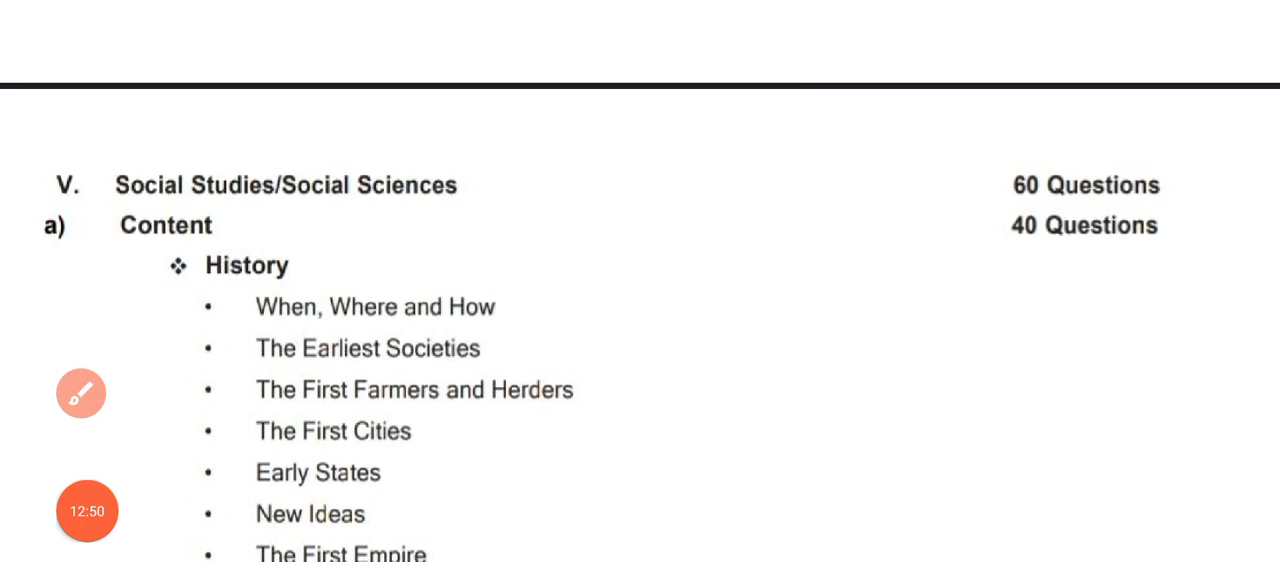 V. Social Studies/Social Sciences 60 Questions
a) Content 40 Questions
❖ History
• When, Where and How
• The Earliest Societies
• The First Farmers and Herders
• The First Cities
• Early States
• New Ideas
• The First Empire
12:50